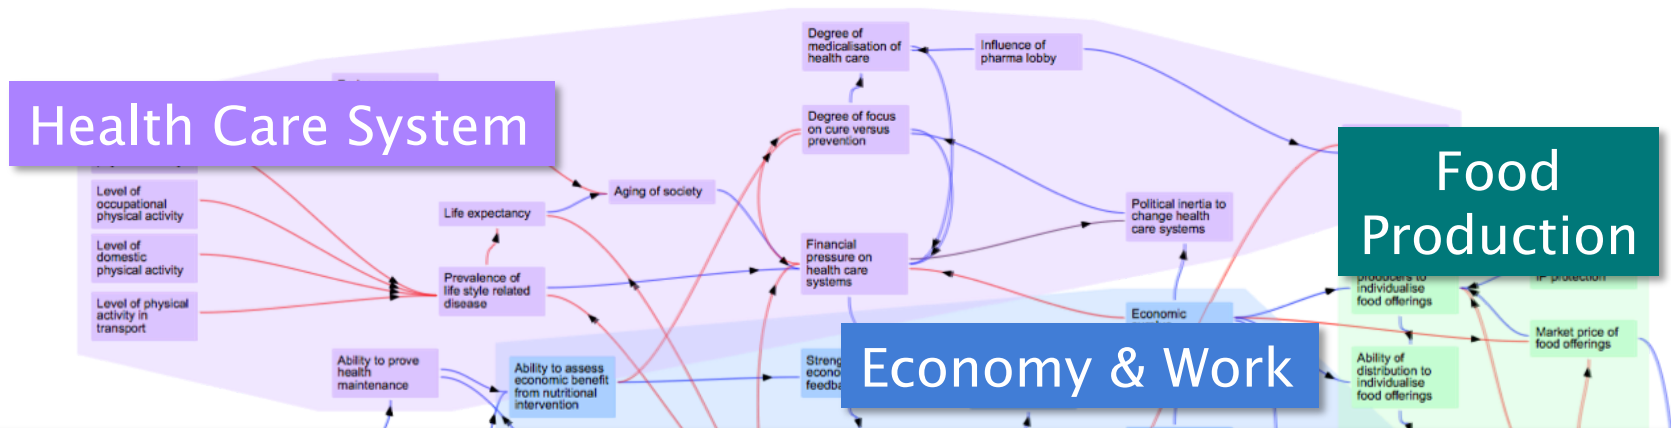 Degree of
medicalisation of
health care
Influence of
pharma lobby
Health Care System
Degree of focus
on cure versus
prevention
Food
Production
Level of
occupational
physical activity
Aging of society
Life expectancy
Political inertia to
change health
care systems
Level of
domestic
physical activity
Financial
pressure on
health care
systems
Prevalence of
life style related
disease
Level of physical
activity in
transport
producers to
individualise
food offerings
IP protection
Economic
Market price of
food offerings
Ability to prove
health
maintenance
Ability to assess
economic benefit
from nutritional
intervention
Economy & Work
Ability of
distribution to
individualise
food offerings